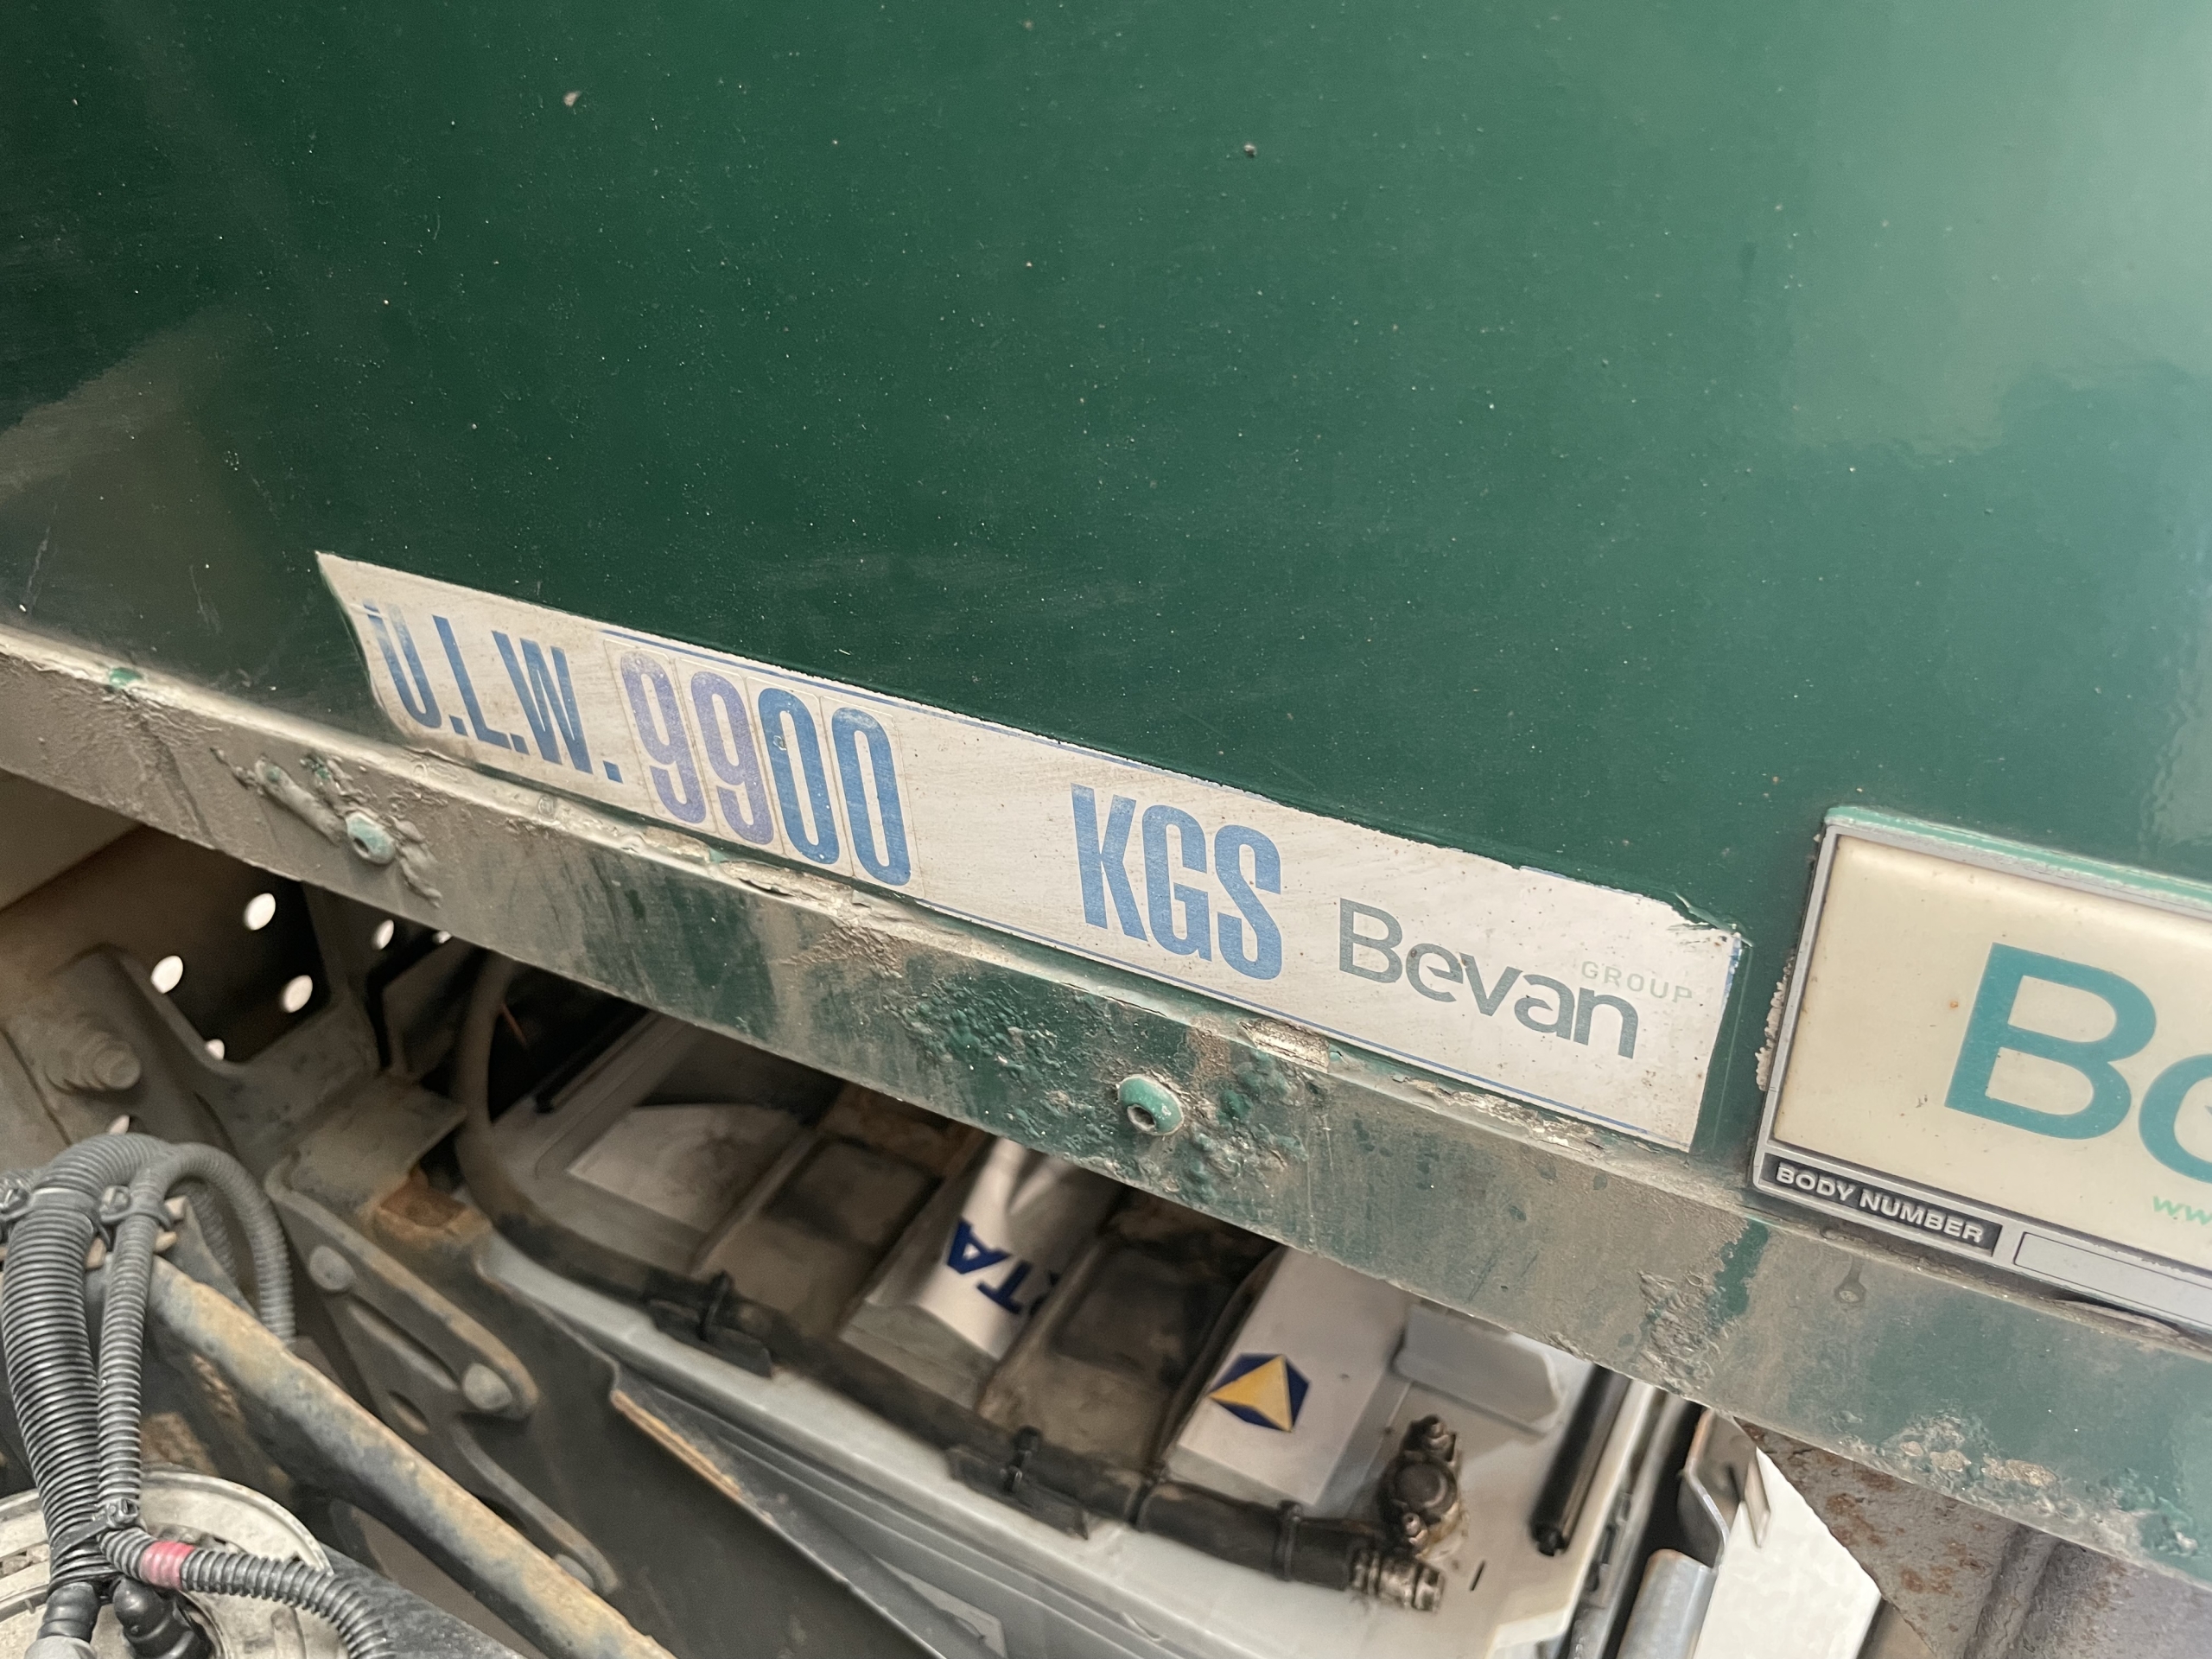 U.L.W. 9900 KGS Bevan GROUP
BODY NUMBER